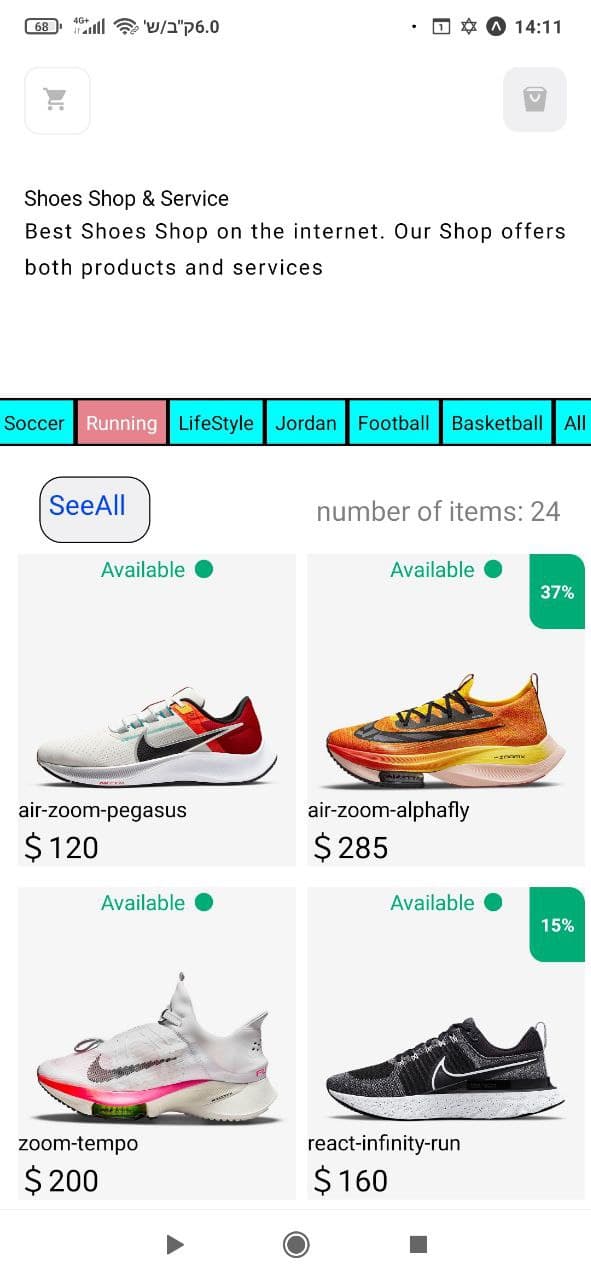 68 4G+ 6.0ק"ב/ש' 1 14:11
Shoes Shop & Service
Best Shoes Shop on the internet. Our Shop offers
both products and services
Soccer Running LifeStyle Jordan Football Basketball All
SeeAll number of items: 24
Available Available 37%
air-zoom-pegasus air-zoom-alphafly
$ 120 $ 285
Available Available 15%
zoom-tempo react-infinity-run
$ 200 $ 160